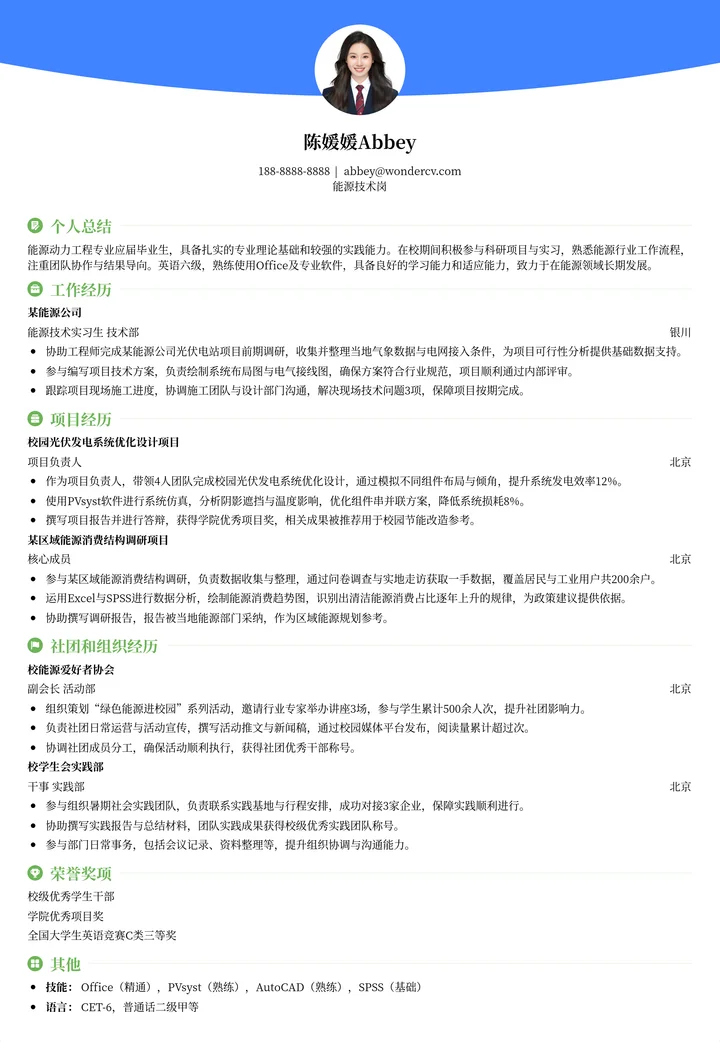 陈媛媛Abbey
188-8888-8888 | abbey@wondercv.com
能源技术岗
个人总结
能源动力工程专业应届毕业生，具备扎实的专业理论基础和较强的实践能力。在校期间积极参与科研项目与实习，熟悉能源行业工作流程，
注重团队协作与结果导向。英语六级，熟练使用Office及专业软件，具备良好的学习能力和适应能力，致力于在能源领域长期发展。
工作经历
某能源公司
能源技术实习生 技术部 银川
• 协助工程师完成某能源公司光伏电站项目前期调研，收集并整理当地气象数据与电网接入条件，为项目可行性分析提供基础数据支持。
• 参与编写项目技术方案，负责绘制系统布局图与电气接线图，确保方案符合行业规范，项目顺利通过内部评审。
• 跟踪项目现场施工进度，协调施工团队与设计部门沟通，解决现场技术问题3项，保障项目按期完成。
项目经历
校园光伏发电系统优化设计项目
项目负责人 北京
• 作为项目负责人，带领4人团队完成校园光伏发电系统优化设计，通过模拟不同组件布局与倾角，提升系统发电效率12%。
• 使用PVsyst软件进行系统仿真，分析阴影遮挡与温度影响，优化组件串并联方案，降低系统损耗8%。
• 撰写项目报告并进行答辩，获得学院优秀项目奖，相关成果被推荐用于校园节能改造参考。
某区域能源消费结构调研项目
核心成员 北京
• 参与某区域能源消费结构调研，负责数据收集与整理，通过问卷调查与实地走访获取一手数据，覆盖居民与工业用户共200余户。
• 运用Excel与SPSS进行数据分析，绘制能源消费趋势图，识别出清洁能源消费占比逐年上升的规律，为政策建议提供依据。
• 协助撰写调研报告，报告被当地能源部门采纳，作为区域能源规划参考。
社团和组织经历
校能源爱好者协会
副会长 活动部 北京
• 组织策划“绿色能源进校园”系列活动，邀请行业专家举办讲座3场，参与学生累计500余人次，提升社团影响力。
• 负责社团日常运营与活动宣传，撰写活动推文与新闻稿，通过校园媒体平台发布，阅读量累计超过次。
• 协调社团成员分工，确保活动顺利执行，获得社团优秀干部称号。
校学生会实践部
干事 实践部 北京
• 参与组织暑期社会实践团队，负责联系实践基地与行程安排，成功对接3家企业，保障实践顺利进行。
• 协助撰写实践报告与总结材料，团队实践成果获得校级优秀实践团队称号。
• 参与部门日常事务，包括会议记录、资料整理等，提升组织协调与沟通能力。
荣誉奖项
校级优秀学生干部
学院优秀项目奖
全国大学生英语竞赛C类三等奖
其他
• 技能： Office（精通），PVsyst（熟练），AutoCAD（熟练），SPSS（基础）
• 语言： CET-6，普通话二级甲等